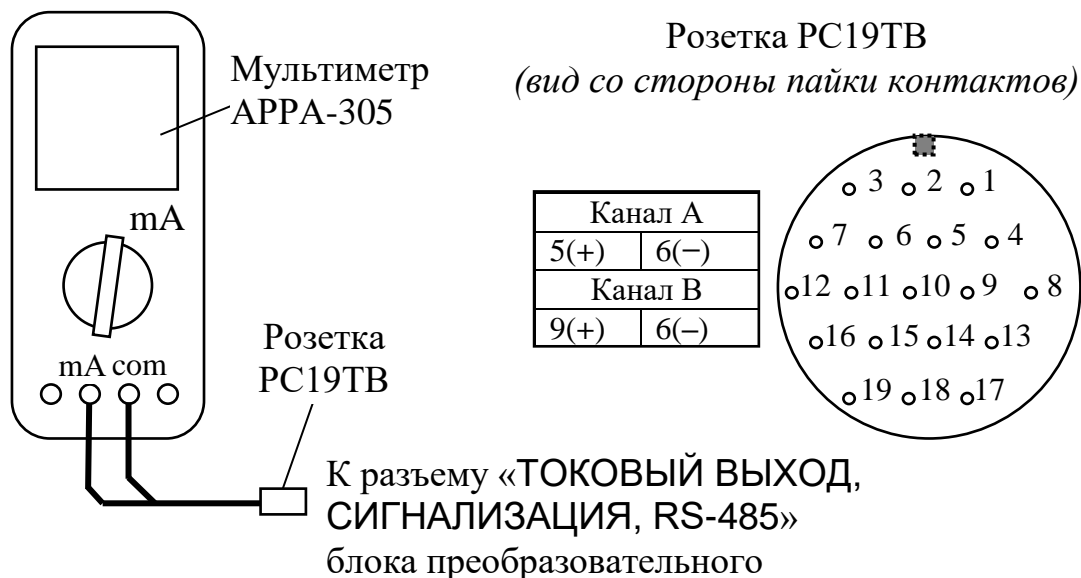 Мультиметр
APPA-305
mA
mA com
Розетка
РС19ТВ
К разъему «ТОКОВЫЙ ВЫХОД,
СИГНАЛИЗАЦИЯ, RS-485»
блока преобразовательного
Розетка РС19ТВ
(вид со стороны пайки контактов)
Канал А
5(+) 6(−)
Канал В
9(+) 6(–)
3 2 1
7 6 5 4
12 11 10 9 8
16 15 14 13
19 18 17